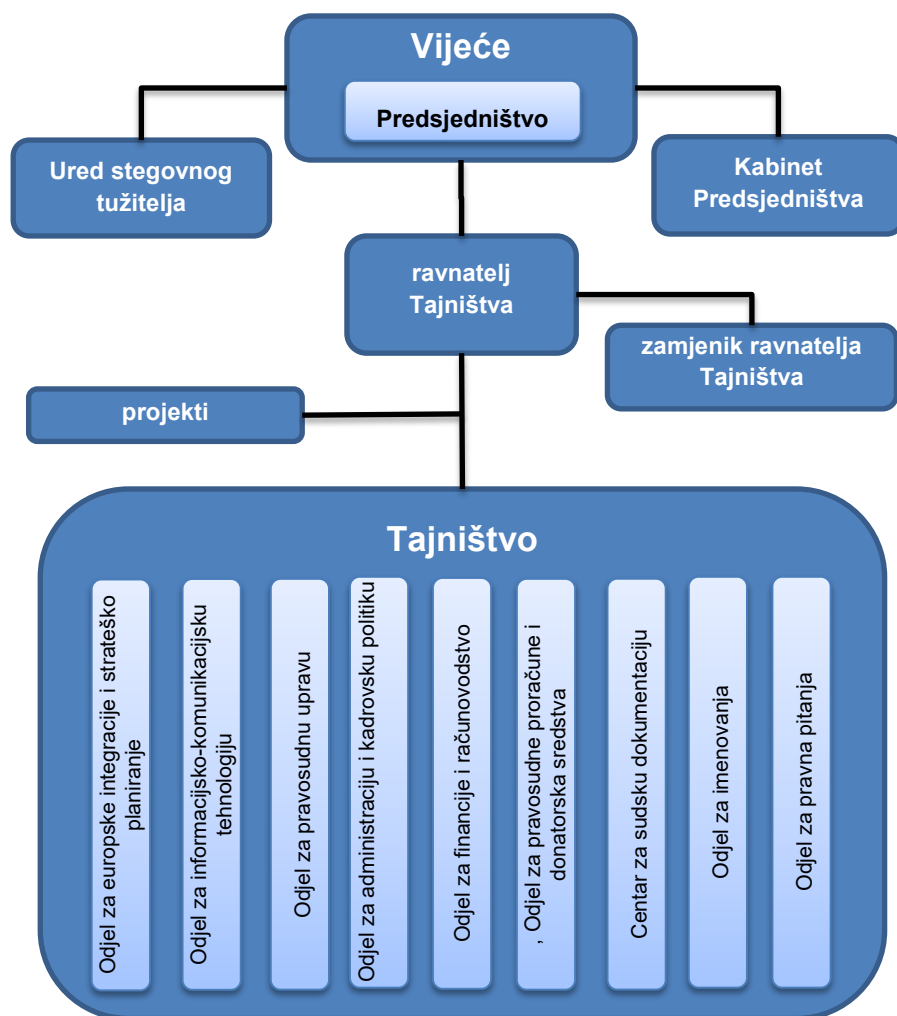 Vijeće
Predsjedništvo
Ured stegovnog
tužitelja
Kabinet
Predsjedništva
ravnatelj
Tajništva
zamjenik ravnatelja
Tajništva
projekti
Tajništvo
Odjel za europske integracije i strateško
planiranje
Odjel za informacijsko-komunikacijsku
tehnologiju
Odjel za pravosudnu upravu
Odjel za administraciju i kadrovsku politiku
Odjel za financije i računovodstvo
, Odjel za pravosudne proračune i
donatorska sredstva
Centar za sudsku dokumentaciju
Odjel za imenovanja
Odjel za pravna pitanja